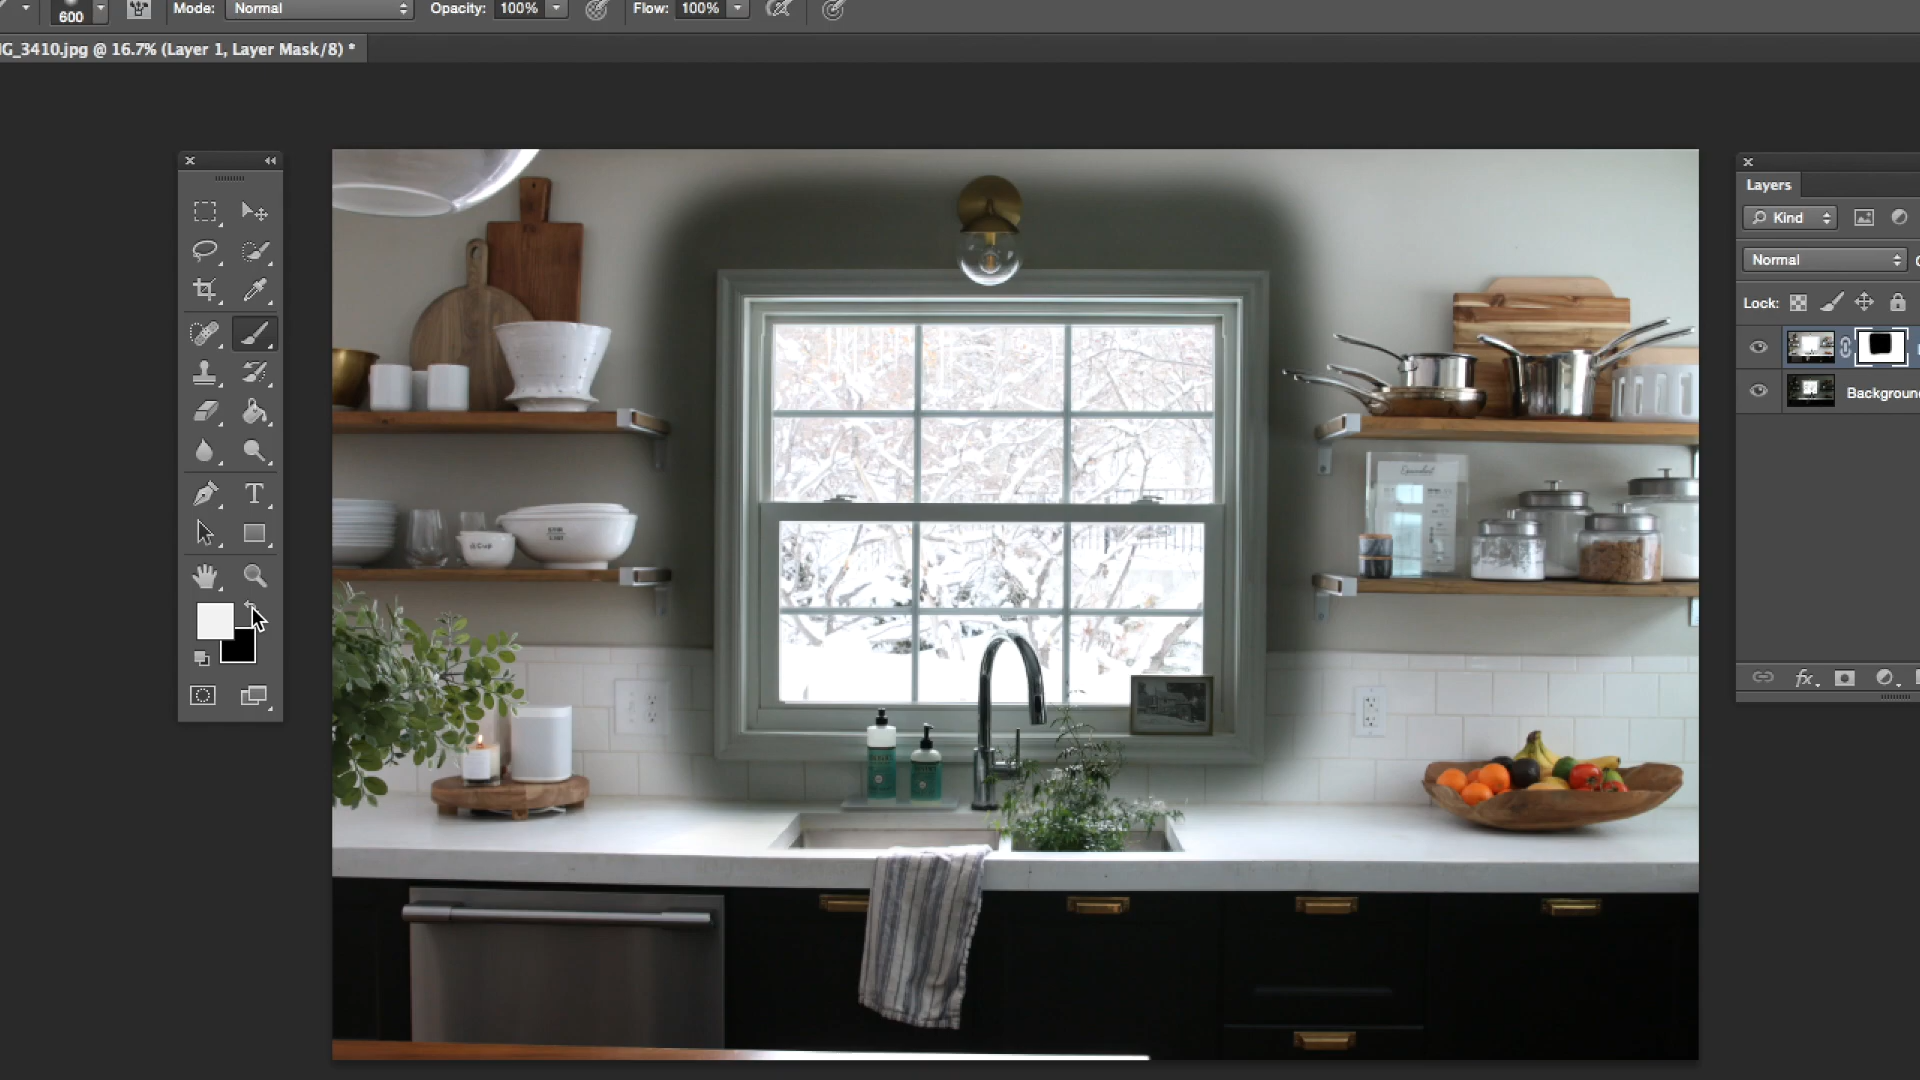 600
Mode: Normal
Opacity: 100%
Flow: 100%
G_3410.jpg @ 16.7% (Layer 1, Layer Mask/8) *
Layers
Kind
Normal
Lock:
Background
T
fx